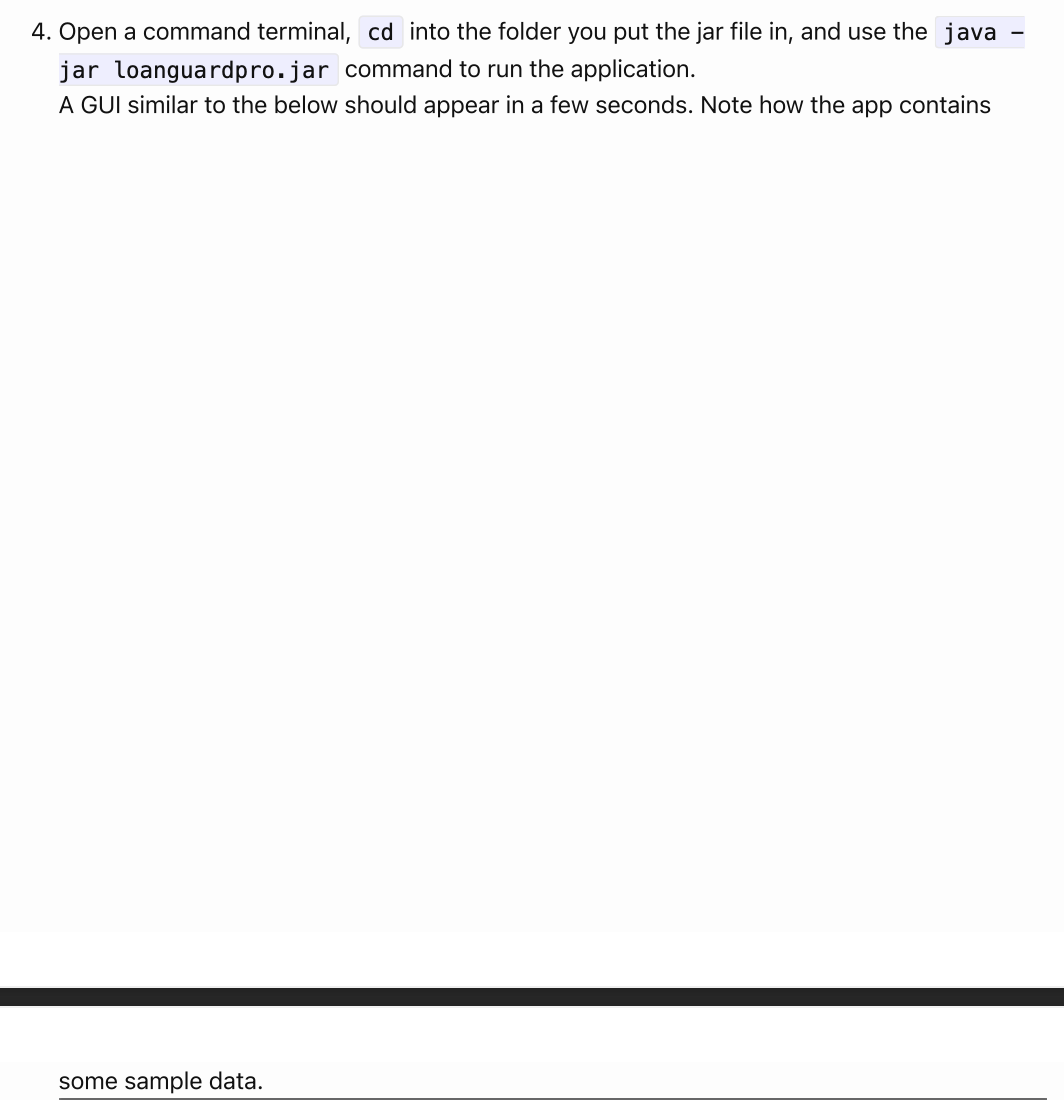 4. Open a command terminal, cd into the folder you put the jar file in, and use the java -
jar loanguardpro.jar command to run the application.
A GUI similar to the below should appear in a few seconds. Note how the app contains
some sample data.